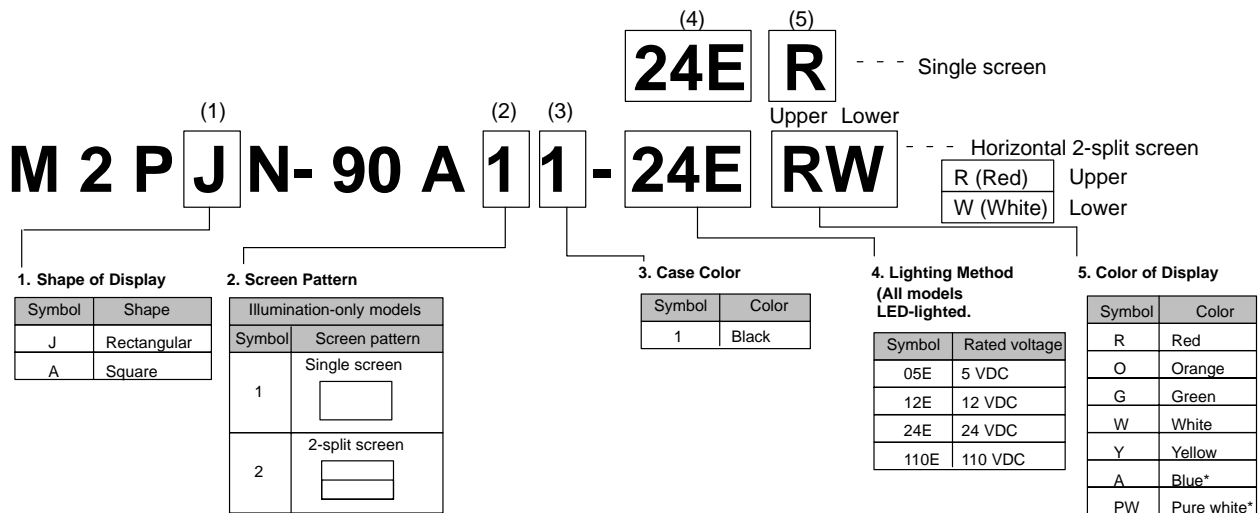 (4) (5)
24E R - - - Single screen
(1) (2) (3) Upper Lower
M 2 P J N- 90 A 1 1 - 24E RW - - - Horizontal 2-split screen
R (Red) Upper
W (White) Lower
1. Shape of Display
Symbol Shape
J Rectangular
A Square
2. Screen Pattern
Illumination-only models
Symbol Screen pattern
1 Single screen
2 2-split screen
3. Case Color
Symbol Color
1 Black
4. Lighting Method
(All models
LED-lighted.
Symbol Rated voltage
05E 5 VDC
12E 12 VDC
24E 24 VDC
110E 110 VDC
5. Color of Display
Symbol Color
R Red
O Orange
G Green
W White
Y Yellow
A Blue*
PW Pure white*